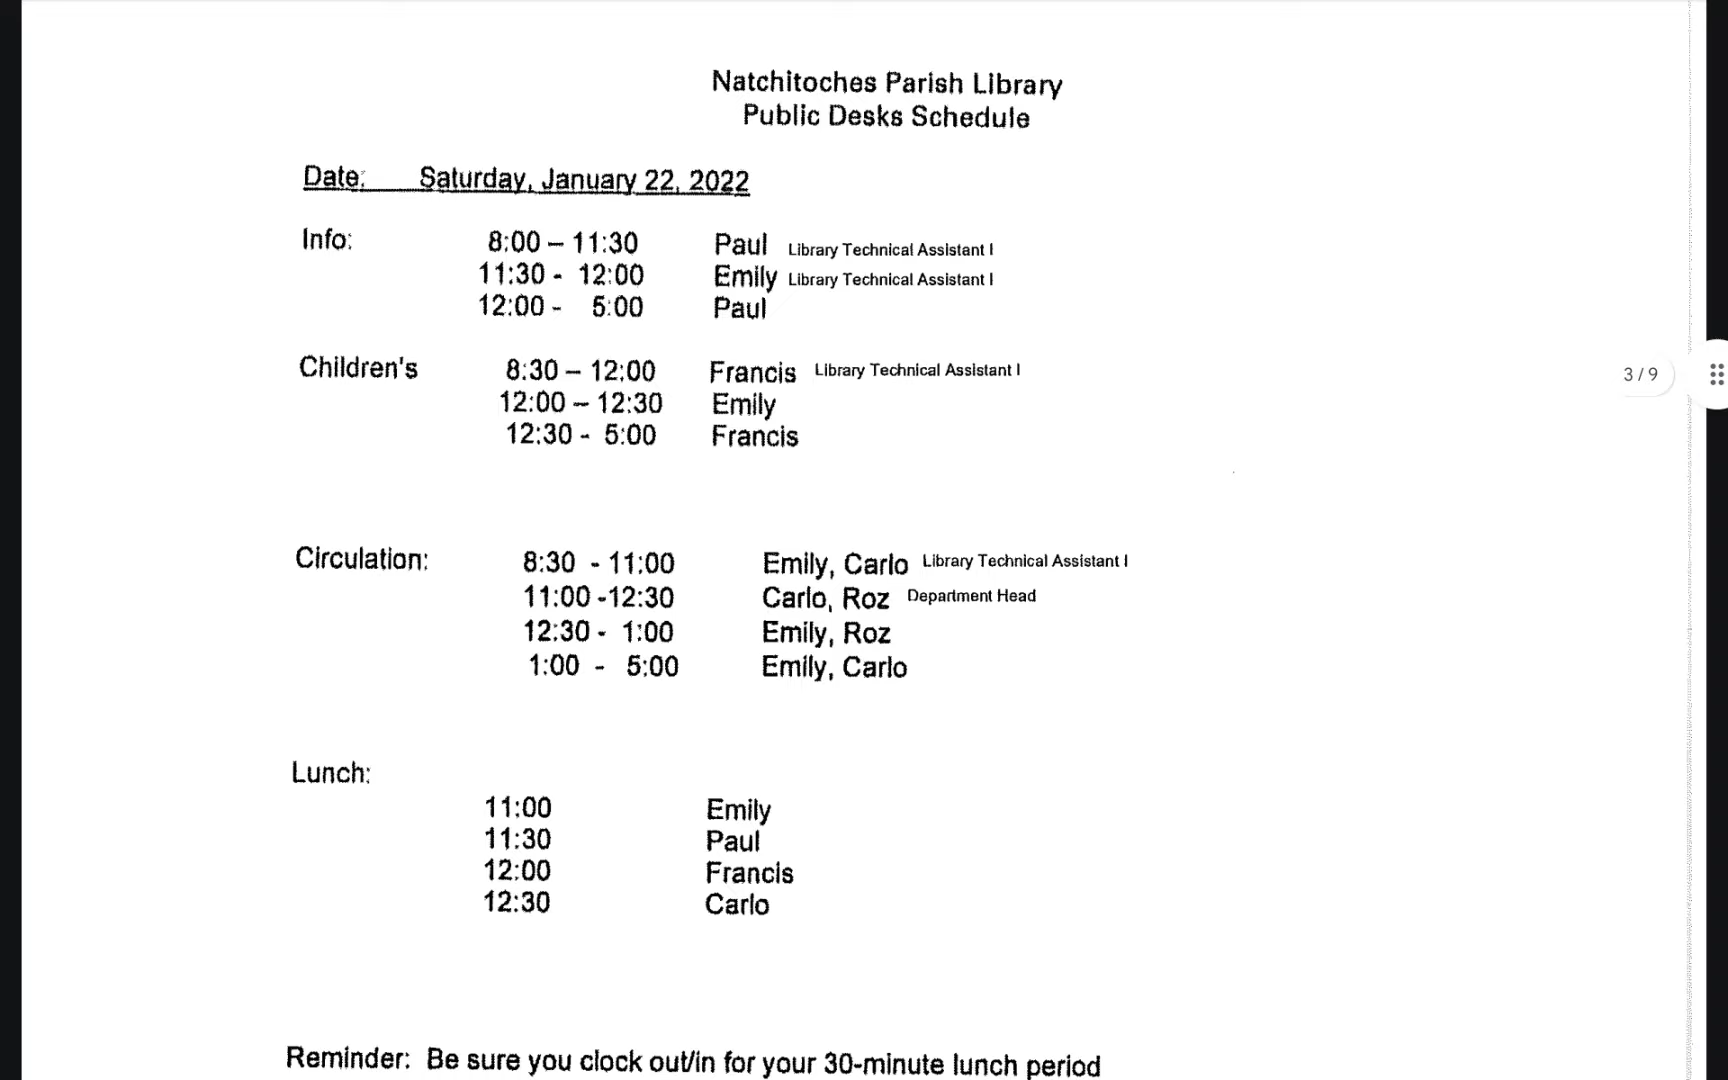 Natchitoches Parish Library
Public Desks Schedule
Date: Saturday, January 22, 2022
Info: 8:00 – 11:30 Paul Library Technical Assistant I
11:30 - 12:00 Emily Library Technical Assistant I
12:00 - 5:00 Paul
Children's 8:30 – 12:00 Francis Library Technical Assistant I
12:00 – 12:30 Emily
12:30 - 5:00 Francis
3 / 9
Circulation: 8:30 - 11:00 Emily, Carlo Library Technical Assistant I
11:00 -12:30 Carlo, Roz Department Head
12:30 - 1:00 Emily, Roz
1:00 - 5:00 Emily, Carlo
Lunch:
11:00 Emily
11:30 Paul
12:00 Francis
12:30 Carlo
Reminder: Be sure you clock out/in for your 30-minute lunch period